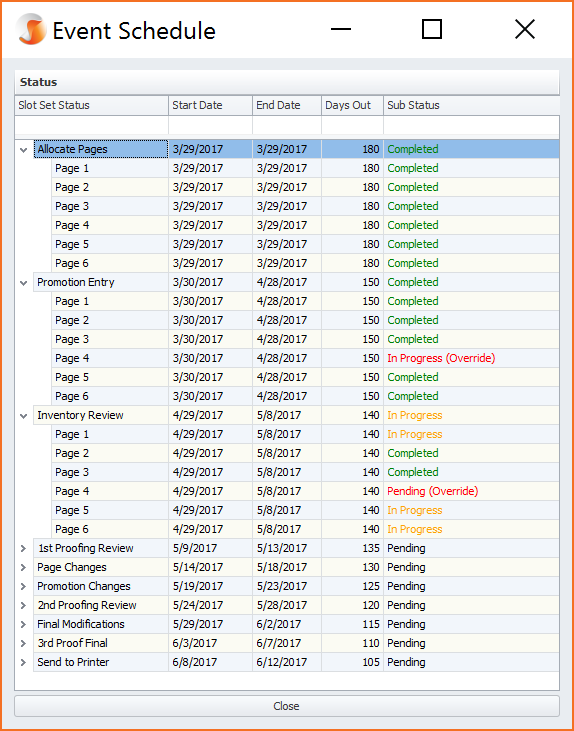 Event Schedule
Status
Slot Set Status Start Date End Date Days Out Sub Status
Allocate Pages 3/29/2017 3/29/2017 180 Completed
Page 1 3/29/2017 3/29/2017 180 Completed
Page 2 3/29/2017 3/29/2017 180 Completed
Page 3 3/29/2017 3/29/2017 180 Completed
Page 4 3/29/2017 3/29/2017 180 Completed
Page 5 3/29/2017 3/29/2017 180 Completed
Page 6 3/29/2017 3/29/2017 180 Completed
Promotion Entry 3/30/2017 4/28/2017 150 Completed
Page 1 3/30/2017 4/28/2017 150 Completed
Page 2 3/30/2017 4/28/2017 150 Completed
Page 3 3/30/2017 4/28/2017 150 Completed
Page 4 3/30/2017 4/28/2017 150 In Progress (Override)
Page 5 3/30/2017 4/28/2017 150 Completed
Page 6 3/30/2017 4/28/2017 150 Completed
Inventory Review 4/29/2017 5/8/2017 140 In Progress
Page 1 4/29/2017 5/8/2017 140 In Progress
Page 2 4/29/2017 5/8/2017 140 Completed
Page 3 4/29/2017 5/8/2017 140 Completed
Page 4 4/29/2017 5/8/2017 140 Pending (Override)
Page 5 4/29/2017 5/8/2017 140 In Progress
Page 6 4/29/2017 5/8/2017 140 In Progress
1st Proofing Review 5/9/2017 5/13/2017 135 Pending
Page Changes 5/14/2017 5/18/2017 130 Pending
Promotion Changes 5/19/2017 5/23/2017 125 Pending
2nd Proofing Review 5/24/2017 5/28/2017 120 Pending
Final Modifications 5/29/2017 6/2/2017 115 Pending
3rd Proof Final 6/3/2017 6/7/2017 110 Pending
Send to Printer 6/8/2017 6/12/2017 105 Pending
Close